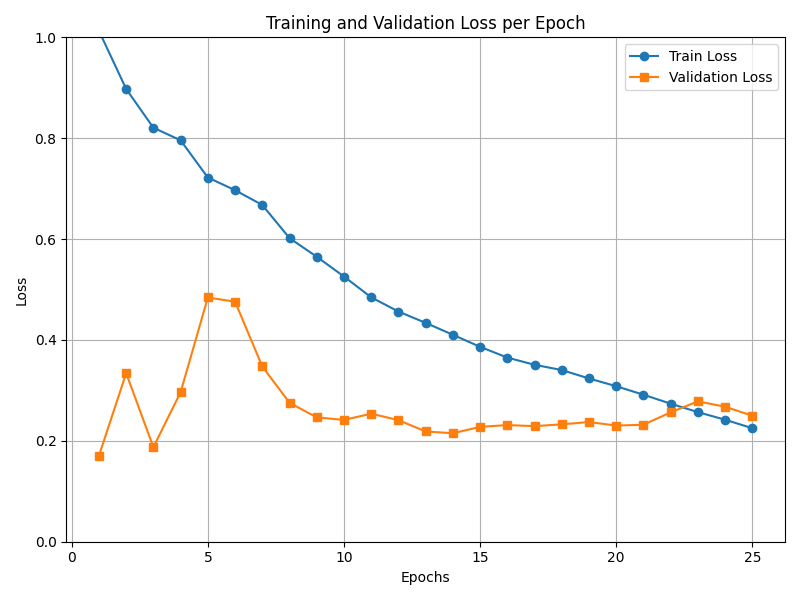 Training and Validation Loss per Epoch
Train Loss
Validation Loss
1.0
0.8
0.6
0.4
0.2
0.0
Loss
0 5 10 15 20 25
Epochs